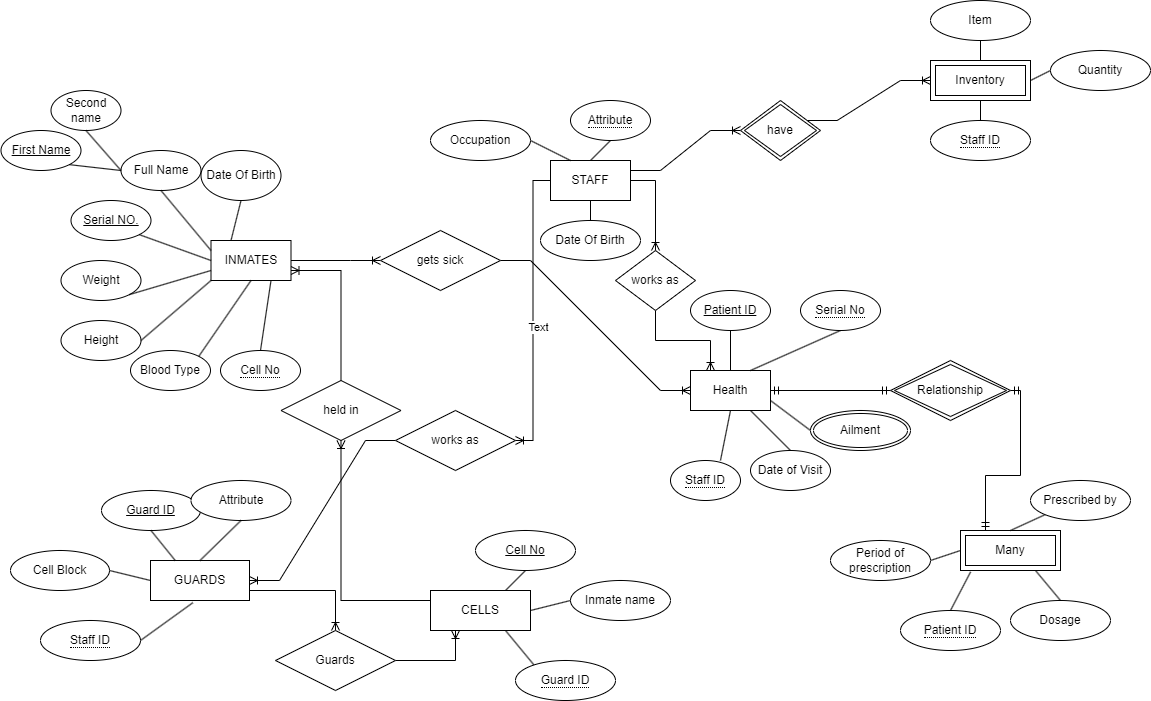 Item
Inventory
Quantity
Staff ID
have
Second
name
First Name
Full Name
Date Of Birth
Serial NO.
Weight
Height
Blood Type
Cell No
INMATES
gets sick
Occupation
Attribute
STAFF
Date Of Birth
works as
Text
Patient ID
Serial No
Health
Relationship
Ailment
Staff ID
Date of Visit
held in
works as
Prescribed by
Many
Period of
prescription
Patient ID
Dosage
Guard ID
Attribute
Cell Block
GUARDS
Staff ID
Cell No
CELLS
Inmate name
Guard ID
Guards